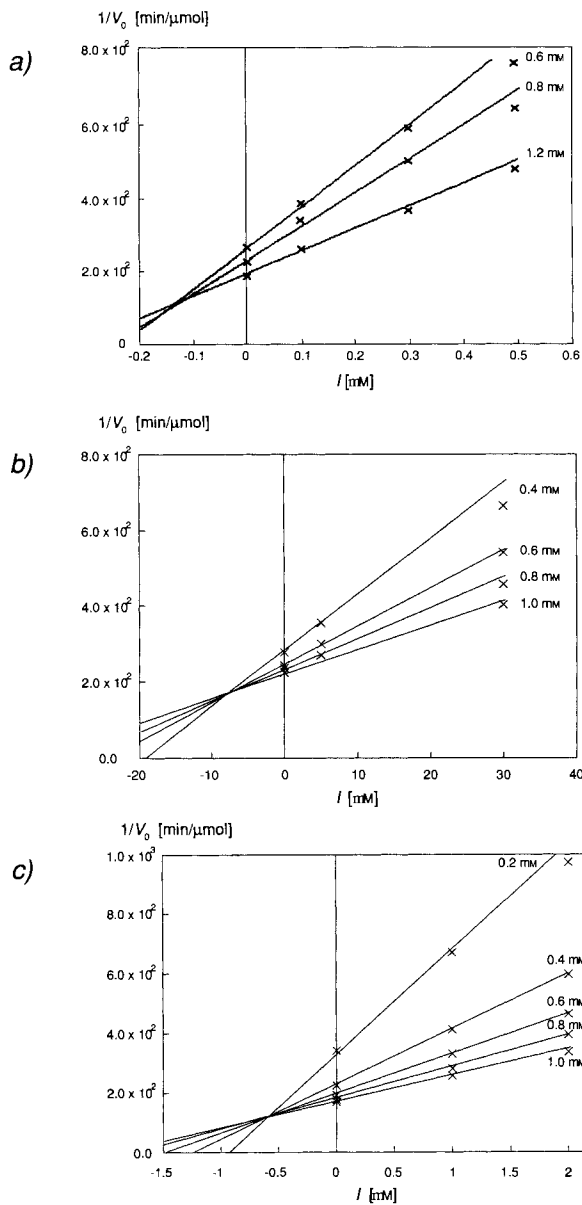 1/V₀ [min/μmol]
a)
8.0 x 10²
6.0 x 10²
4.0 x 10²
2.0 x 10²
0
0.6 mM
0.8 mM
1.2 mM
-0.2 -0.1 0 0.1 0.2 0.3 0.4 0.5 0.6
I [mM]
1/V₀ [min/μmol]
b)
8.0 x 10²
6.0 x 10²
4.0 x 10²
2.0 x 10²
0.0
0.4 mM
0.6 mM
0.8 mM
1.0 mM
-20 -10 0 10 20 30 40
I [mM]
1/V₀ [min/μmol]
c)
1.0 x 10³
8.0 x 10²
6.0 x 10²
4.0 x 10²
2.0 x 10²
0
0.2 mM
0.4 mM
0.6 mM
0.8 mM
1.0 mM
-1.5 -1 -0.5 0 0.5 1 1.5 2
I [mM]